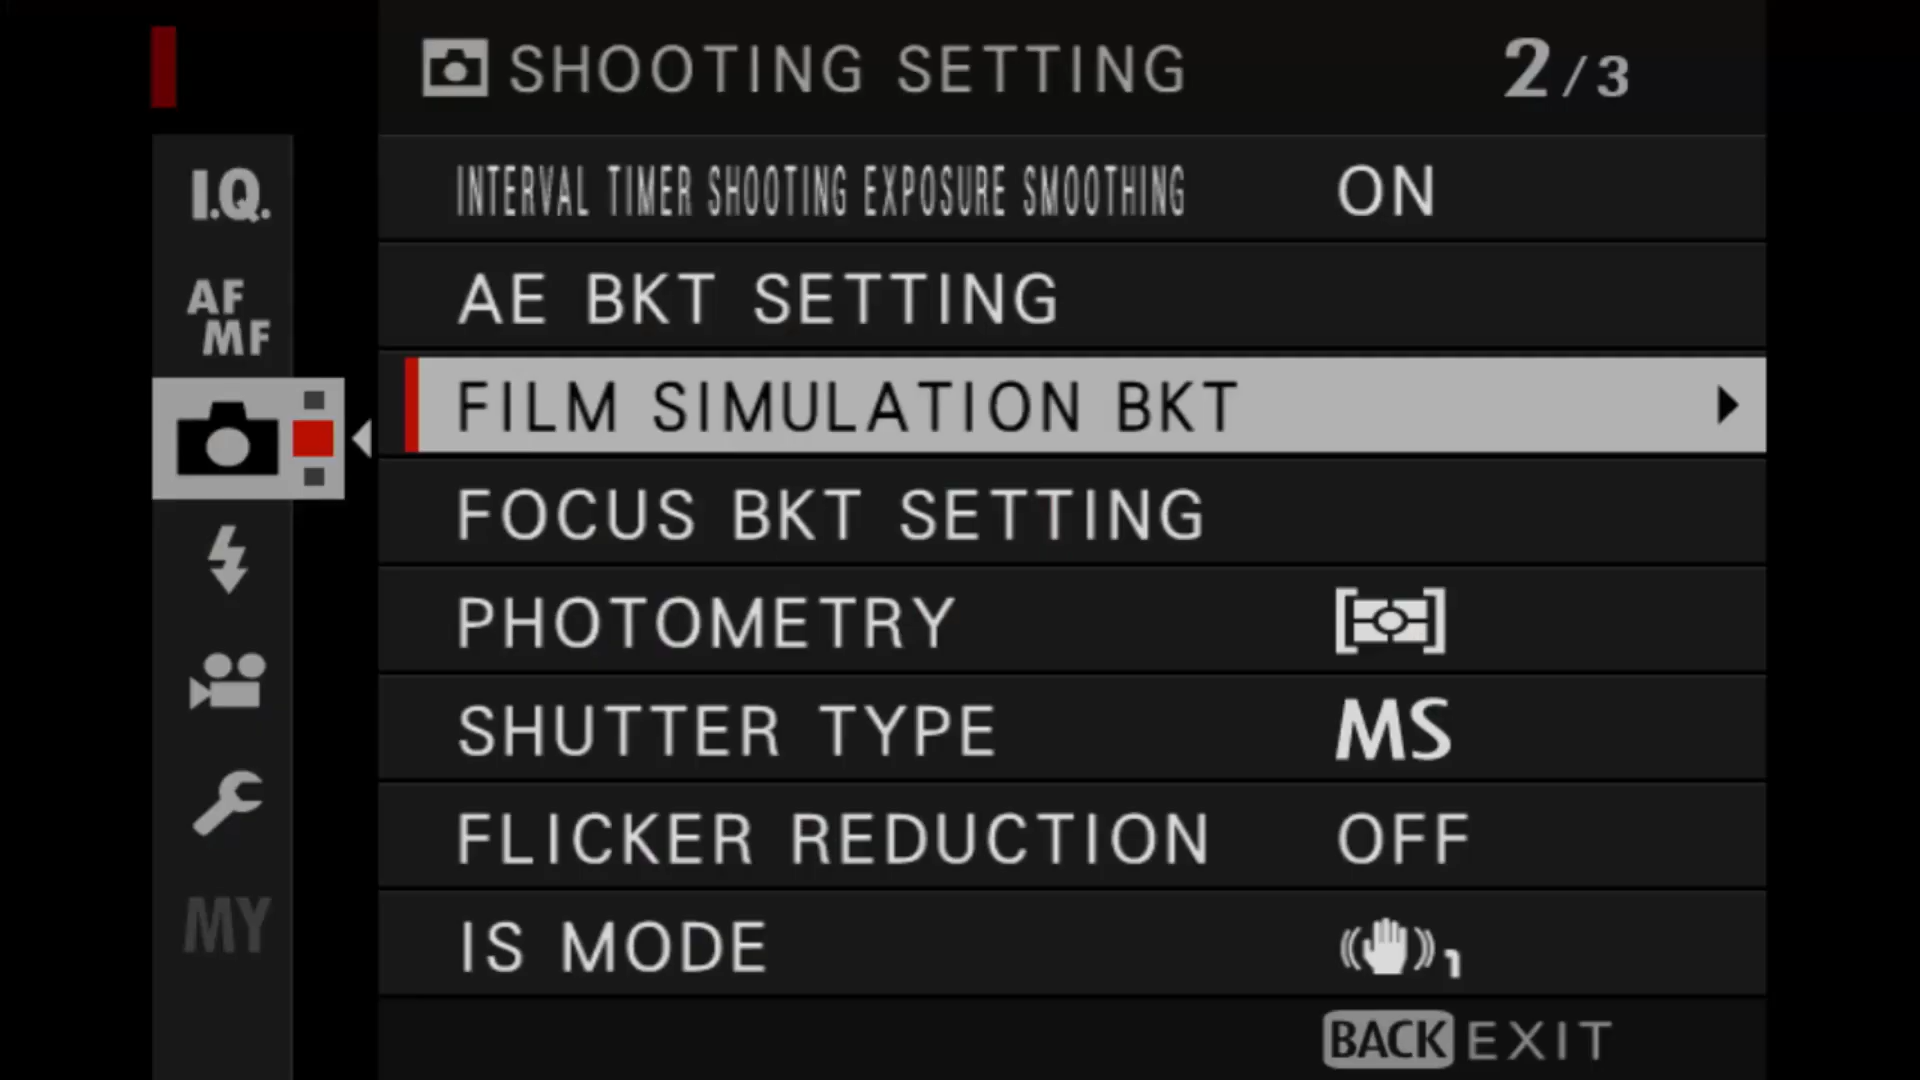 SHOOTING SETTING 2/3
I.Q.
AF
MF
MY
INTERVAL TIMER SHOOTING EXPOSURE SMOOTHING ON
AE BKT SETTING
FILM SIMULATION BKT
FOCUS BKT SETTING
PHOTOMETRY
SHUTTER TYPE MS
FLICKER REDUCTION OFF
IS MODE 1
BACK EXIT